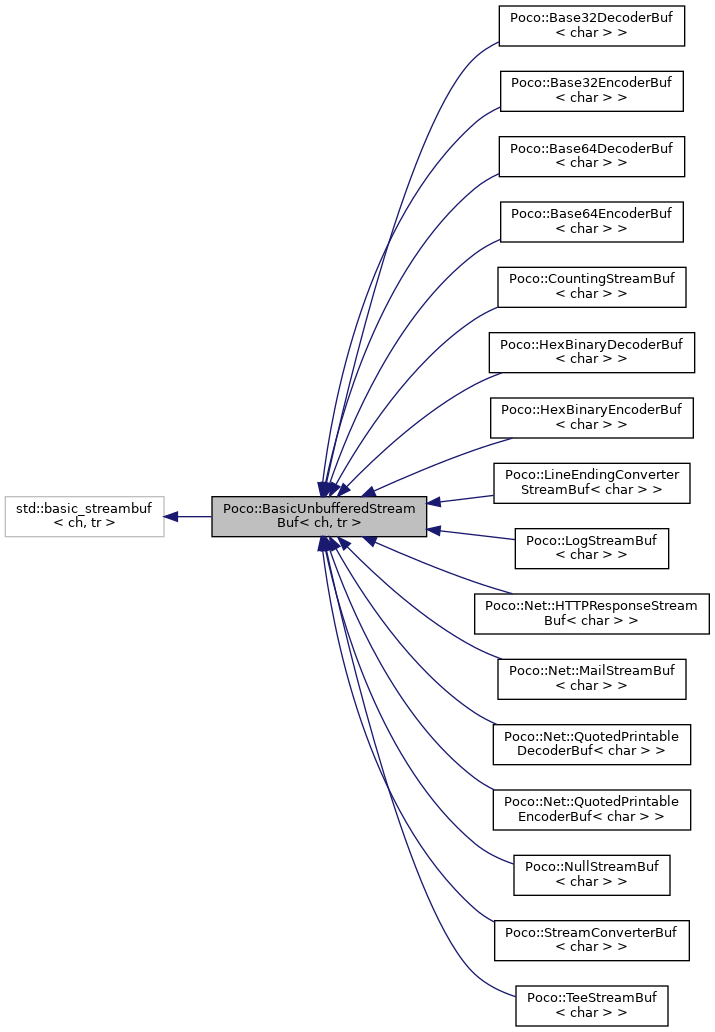 Poco::Base32DecoderBuf
< char > >
Poco::Base32EncoderBuf
< char > >
Poco::Base64DecoderBuf
< char > >
Poco::Base64EncoderBuf
< char > >
Poco::CountingStreamBuf
< char > >
Poco::HexBinaryDecoderBuf
< char > >
Poco::HexBinaryEncoderBuf
< char > >
Poco::LineEndingConverter
StreamBuf< char > >
std::basic_streambuf
< ch, tr >
Poco::BasicUnbufferedStream
Buf< ch, tr >
Poco::LogStreamBuf
< char > >
Poco::Net::HTTPResponseStream
Buf< char > >
Poco::Net::MailStreamBuf
< char > >
Poco::Net::QuotedPrintable
DecoderBuf< char > >
Poco::Net::QuotedPrintable
EncoderBuf< char > >
Poco::NullStreamBuf
< char > >
Poco::StreamConverterBuf
< char > >
Poco::TeeStreamBuf
< char > >